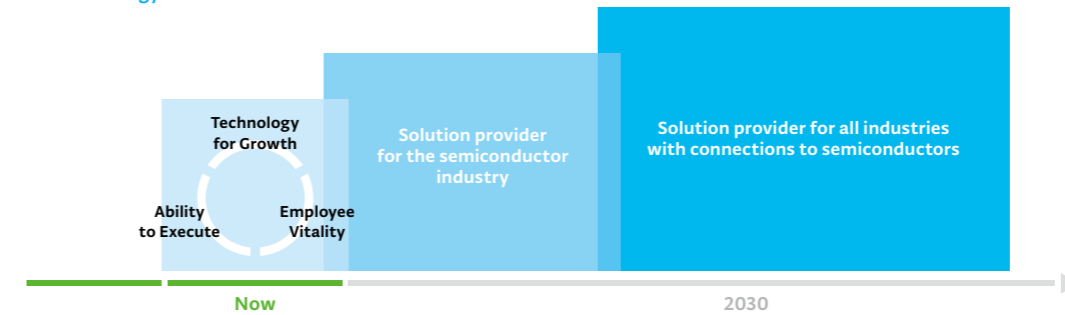 Technology
for Growth
Ability
to Execute
Employee
Vitality
Solution provider
for the semiconductor
industry
Solution provider for all industries
with connections to semiconductors
Now
2030